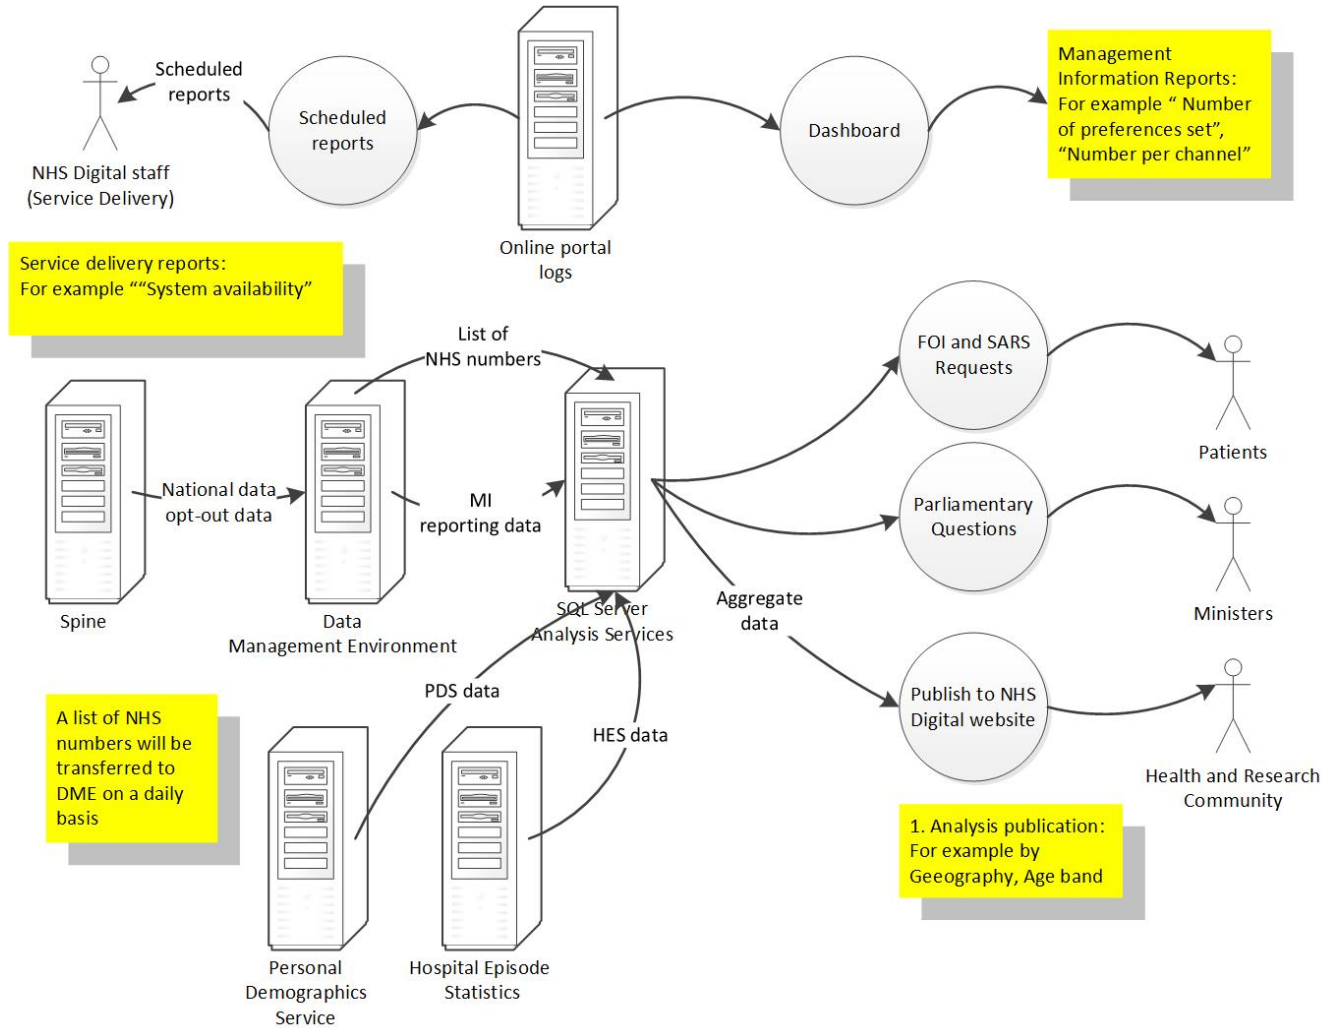 Scheduled
reports
NHS Digital staff
(Service Delivery)
Scheduled
reports
Online portal
logs
Dashboard
Management
Information Reports:
For example “ Number
of preferences set”,
“Number per channel”
Service delivery reports:
For example ““System availability”
List of
NHS numbers
Spine
National data
opt-out data
Data
Management Environment
MI
reporting data
SQL Server
Analysis Services
FOI and SARS
Requests
Patients
Parliamentary
Questions
Ministers
Aggregate
data
Publish to NHS
Digital website
Health and Research
Community
A list of NHS
numbers will be
transferred to
DME on a daily
basis
PDS data
HES data
Personal
Demographics
Service
Hospital Episode
Statistics
1. Analysis publication:
For example by
Geeography, Age band